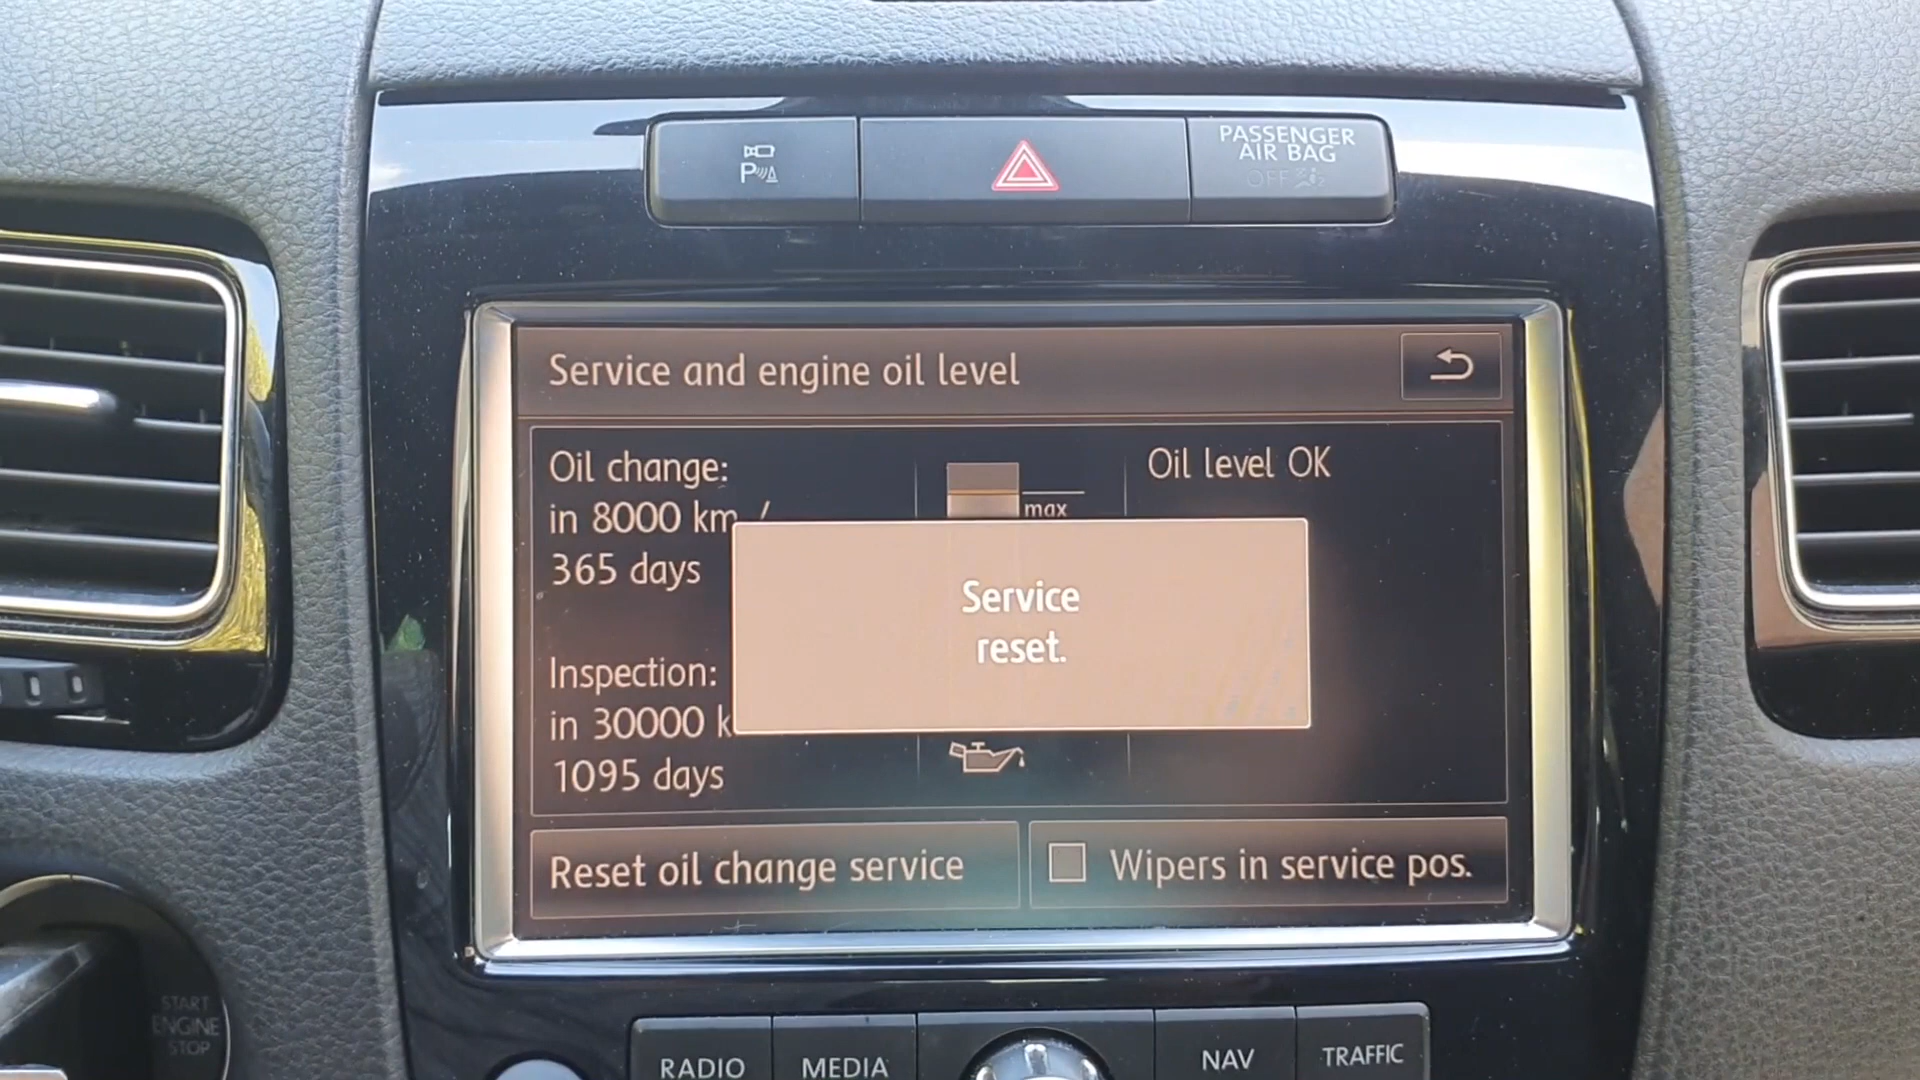 P
PASSENGER
AIR BAG
OFF
Service and engine oil level
Oil change:
in 8000 km /
365 days
max
Oil level OK
Service
reset.
Inspection:
in 30000 k
1095 days
Reset oil change service
Wipers in service pos.
START
ENGINE
STOP
RADIO
MEDIA
NAV
TRAFFIC